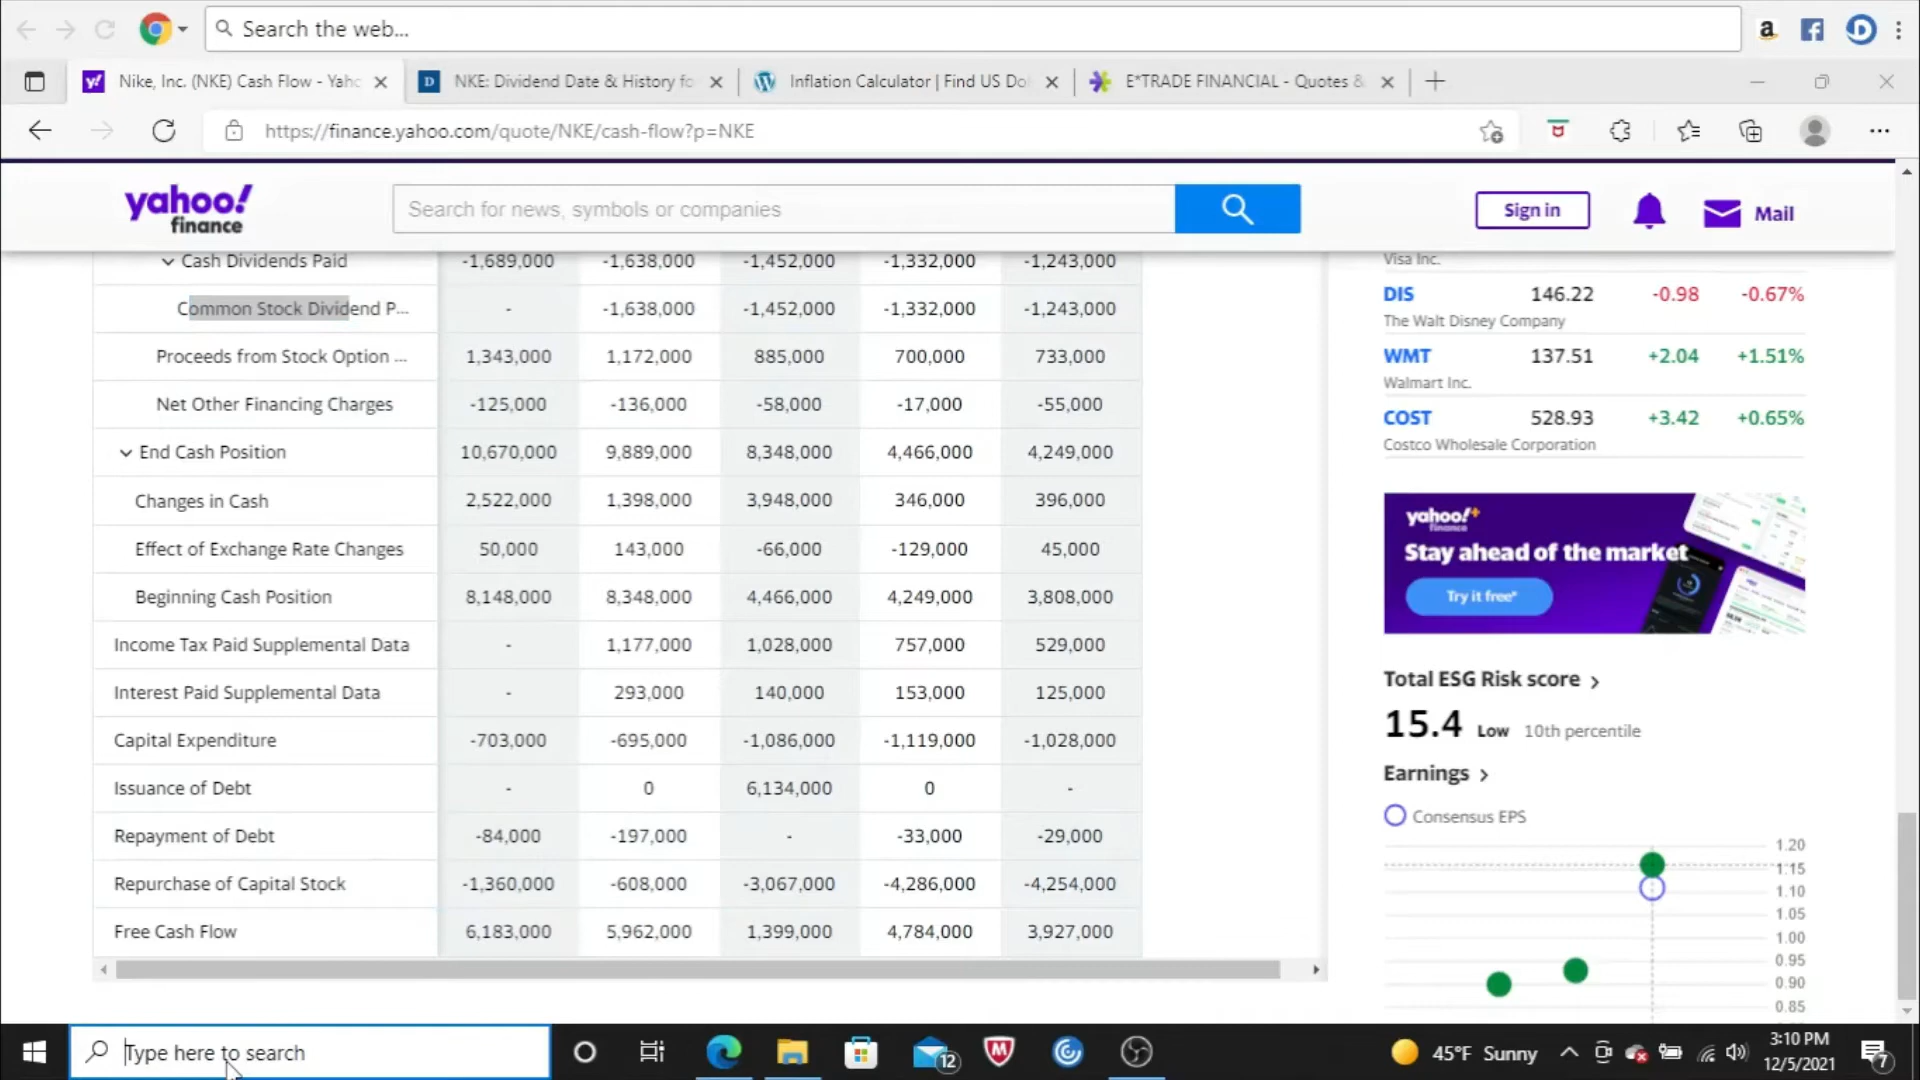 Search the web...
a
Nike, Inc. (NKE) Cash Flow - Yaho
D NKE: Dividend Date & History fo
Inflation Calculator | Find US Do
E*TRADE FINANCIAL - Quotes &
https://finance.yahoo.com/quote/NKE/cash-flow?p=NKE
yahoo!
finance
Search for news, symbols or companies
Sign in
Mail
Cash Dividends Paid -1,689,000 -1,638,000 -1,452,000 -1,332,000 -1,243,000
Common Stock Dividend P... - -1,638,000 -1,452,000 -1,332,000 -1,243,000
Proceeds from Stock Option ... 1,343,000 1,172,000 885,000 700,000 733,000
Net Other Financing Charges -125,000 -136,000 -58,000 -17,000 -55,000
End Cash Position 10,670,000 9,889,000 8,348,000 4,466,000 4,249,000
Changes in Cash 2,522,000 1,398,000 3,948,000 346,000 396,000
Effect of Exchange Rate Changes 50,000 143,000 -66,000 -129,000 45,000
Beginning Cash Position 8,148,000 8,348,000 4,466,000 4,249,000 3,808,000
Income Tax Paid Supplemental Data - 1,177,000 1,028,000 757,000 529,000
Interest Paid Supplemental Data - 293,000 140,000 153,000 125,000
Capital Expenditure -703,000 -695,000 -1,086,000 -1,119,000 -1,028,000
Issuance of Debt - 0 6,134,000 0 -
Repayment of Debt -84,000 -197,000 - -33,000 -29,000
Repurchase of Capital Stock -1,360,000 -608,000 -3,067,000 -4,286,000 -4,254,000
Free Cash Flow 6,183,000 5,962,000 1,399,000 4,784,000 3,927,000
Visa Inc.
DIS 146.22 -0.98 -0.67%
The Walt Disney Company
WMT 137.51 +2.04 +1.51%
Walmart Inc.
COST 528.93 +3.42 +0.65%
Costco Wholesale Corporation
yahoo!+
finance
Stay ahead of the market
Try it free*
Total ESG Risk score
15.4 Low 10th percentile
Earnings
Consensus EPS
1.20
1.15
1.10
1.05
1.00
0.95
0.90
0.85
Type here to search
12
45°F Sunny
3:10 PM
12/5/2021
7